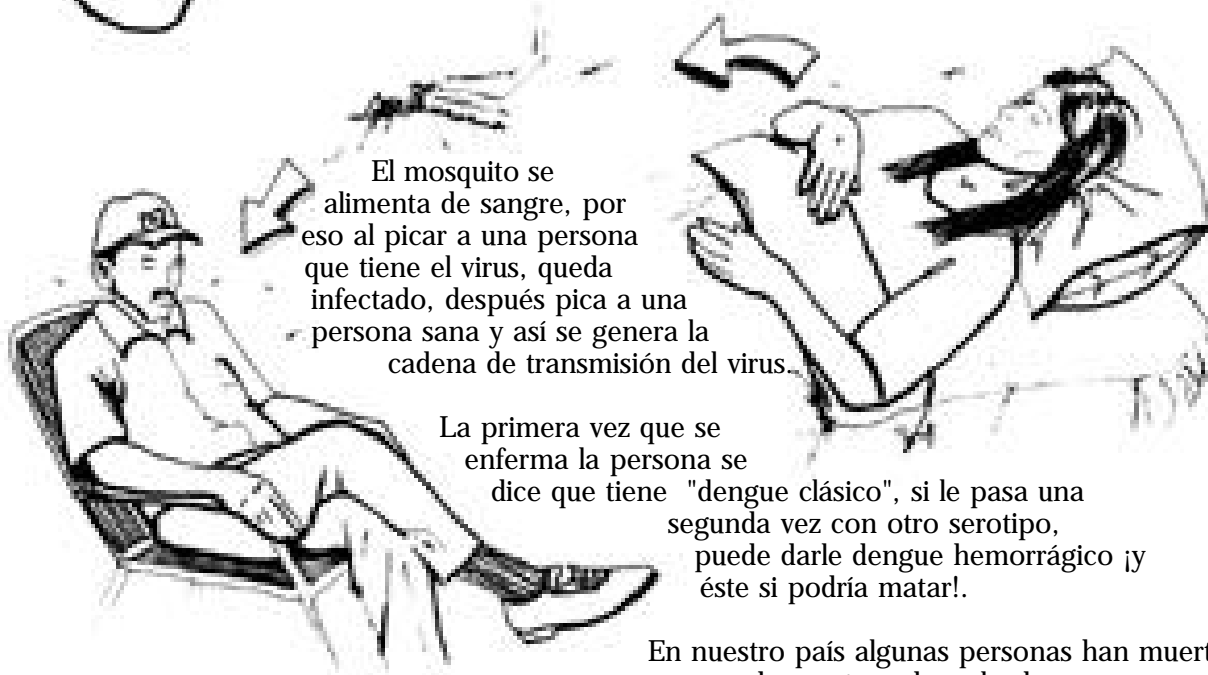 El mosquito se
alimenta de sangre, por
eso al picar a una persona
que tiene el virus, queda
infectado, después pica a una
persona sana y así se genera la
cadena de transmisión del virus.
La primera vez que se
enferma la persona se
dice que tiene "dengue clásico", si le pasa una
segunda vez con otro serotipo,
puede darle dengue hemorrágico ¡y
éste si podría matar!.
En nuestro país algunas personas han muert